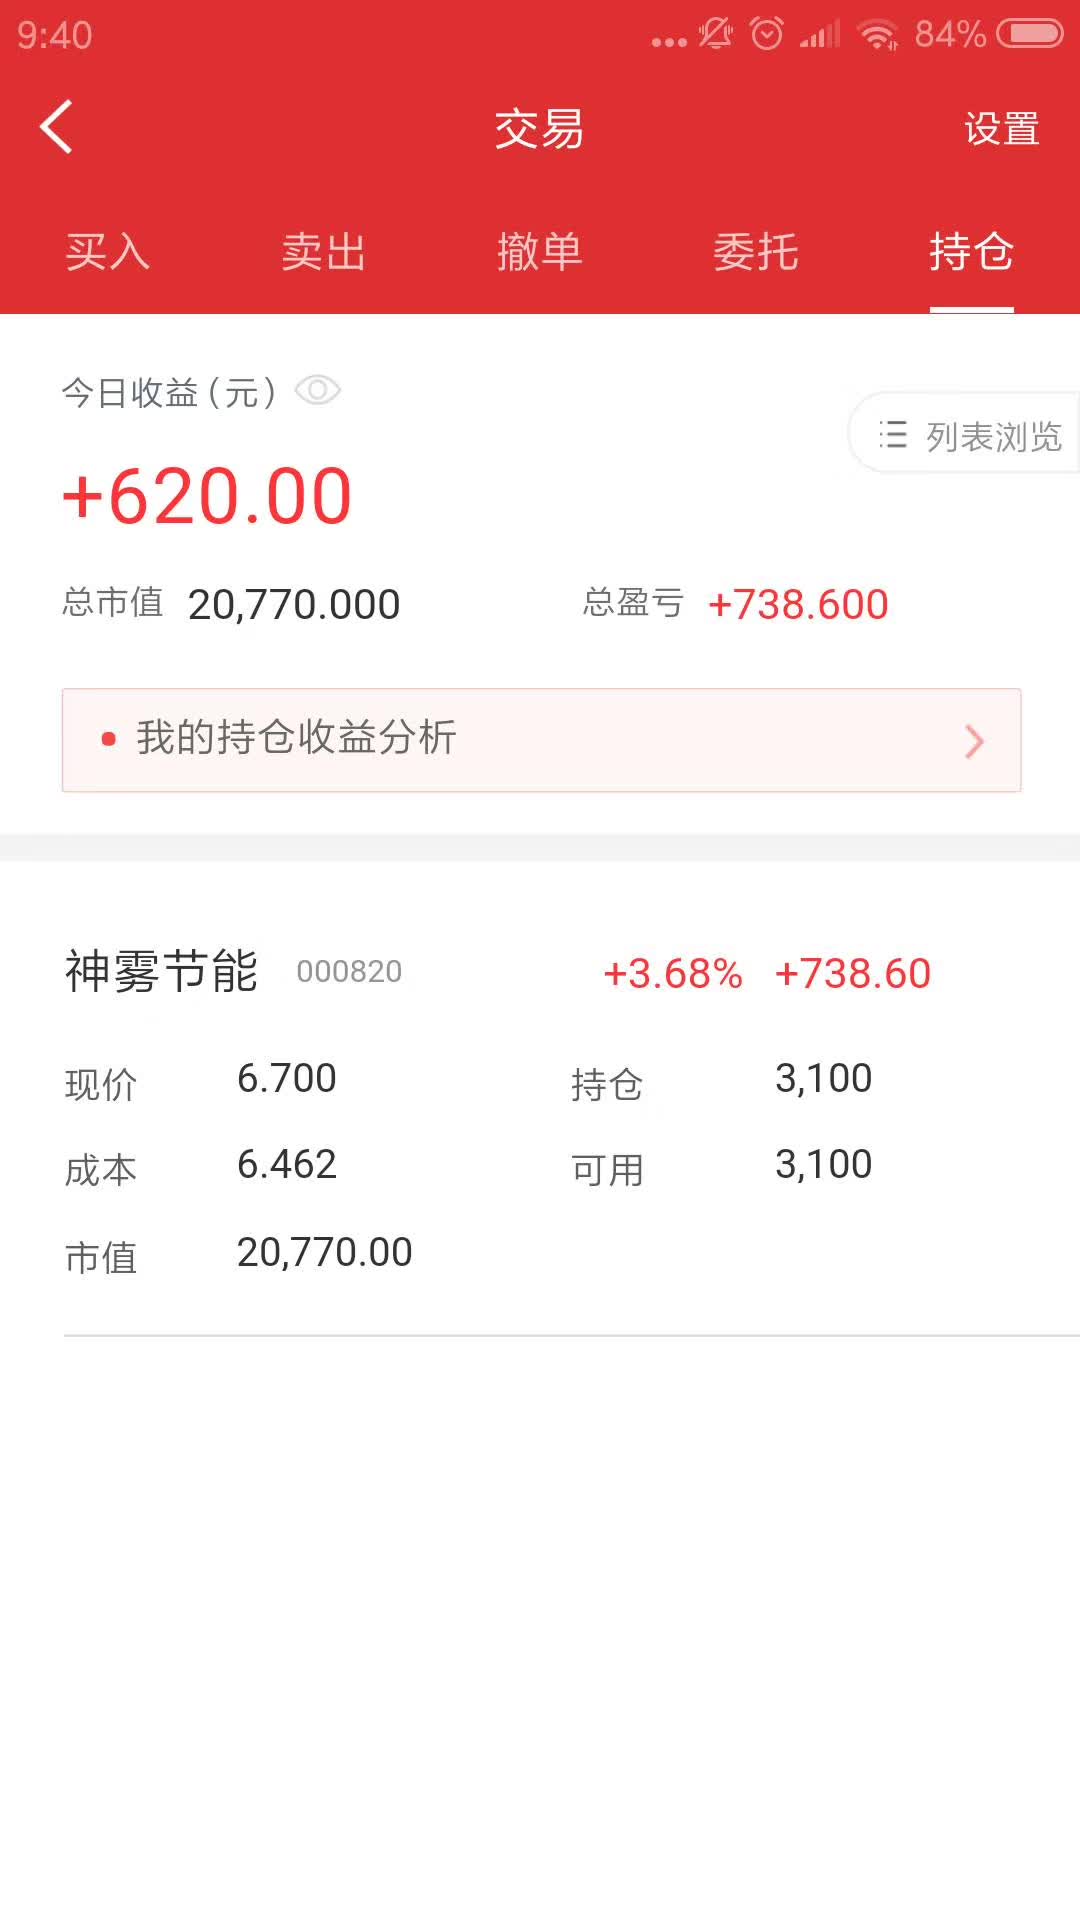 9:40 84%
交易 设置
买入 卖出 撤单 委托 持仓
今日收益(元)
列表浏览
+620.00
总市值 20,770.000 总盈亏 +738.600
我的持仓收益分析
神雾节能 000820 +3.68% +738.60
现价 6.700 持仓 3,100
成本 6.462 可用 3,100
市值 20,770.00